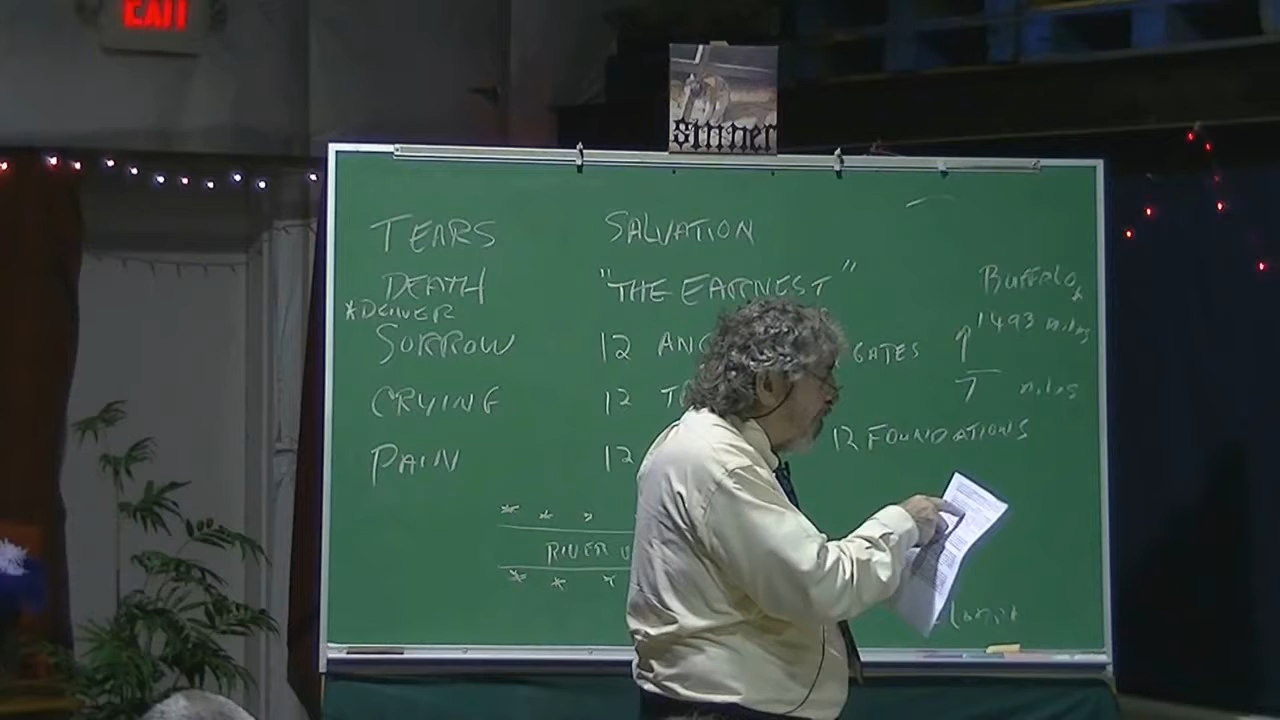 EXIT
sinner
TEARS SALVATION
DEATH "THE EARNEST" BUFFALO
*DENVER
SORROW 12 ANG GATES 1493 miles
CRYING 12 miles
PAIN 12 12 FOUNDATIONS
RIVER